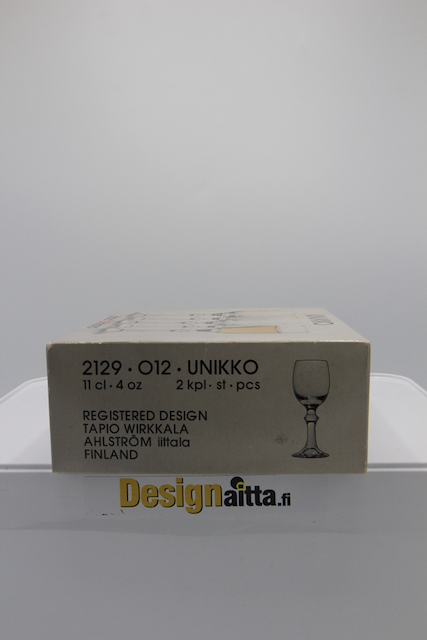 UNIKKO
2129 · 012 · UNIKKO
11 cl · 4 oz 2 kpl · st · pcs
REGISTERED DESIGN
TAPIO WIRKKALA
AHLSTRÖM iittala
FINLAND
Designaitta.fi